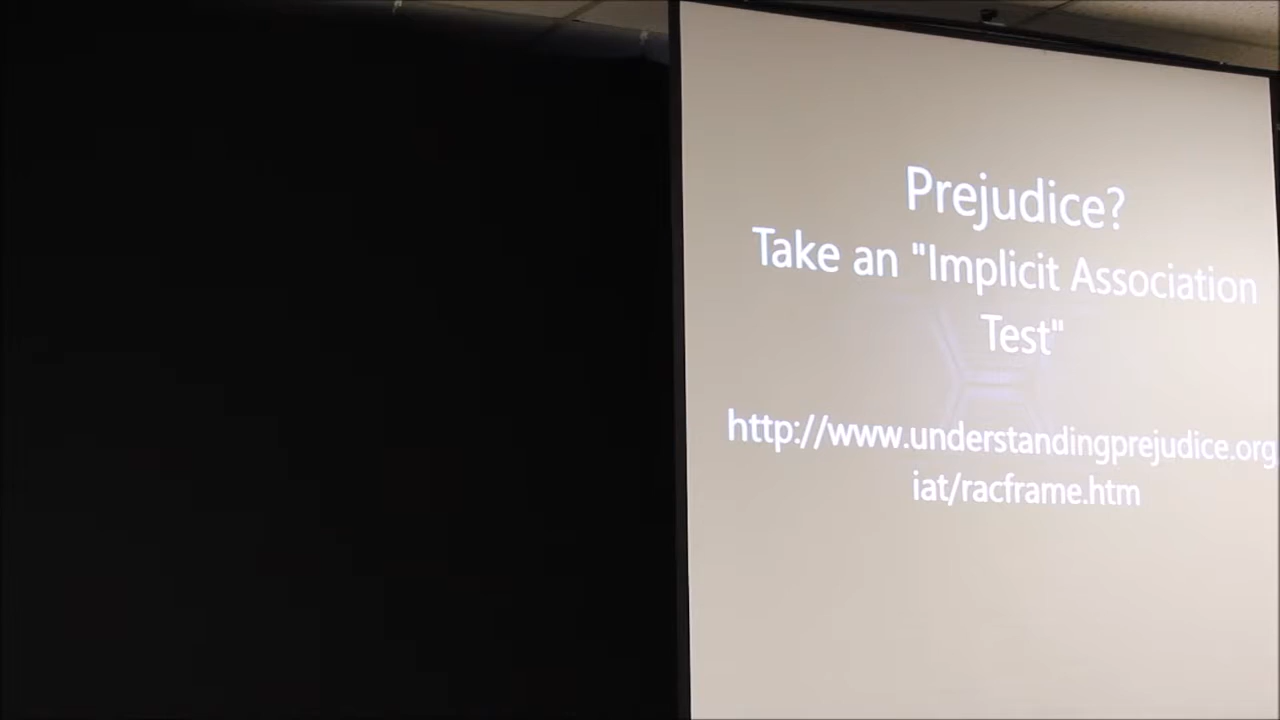 Prejudice?
Take an "Implicit Association
Test"
http://www.understandingprejudice.org
iat/racframe.htm